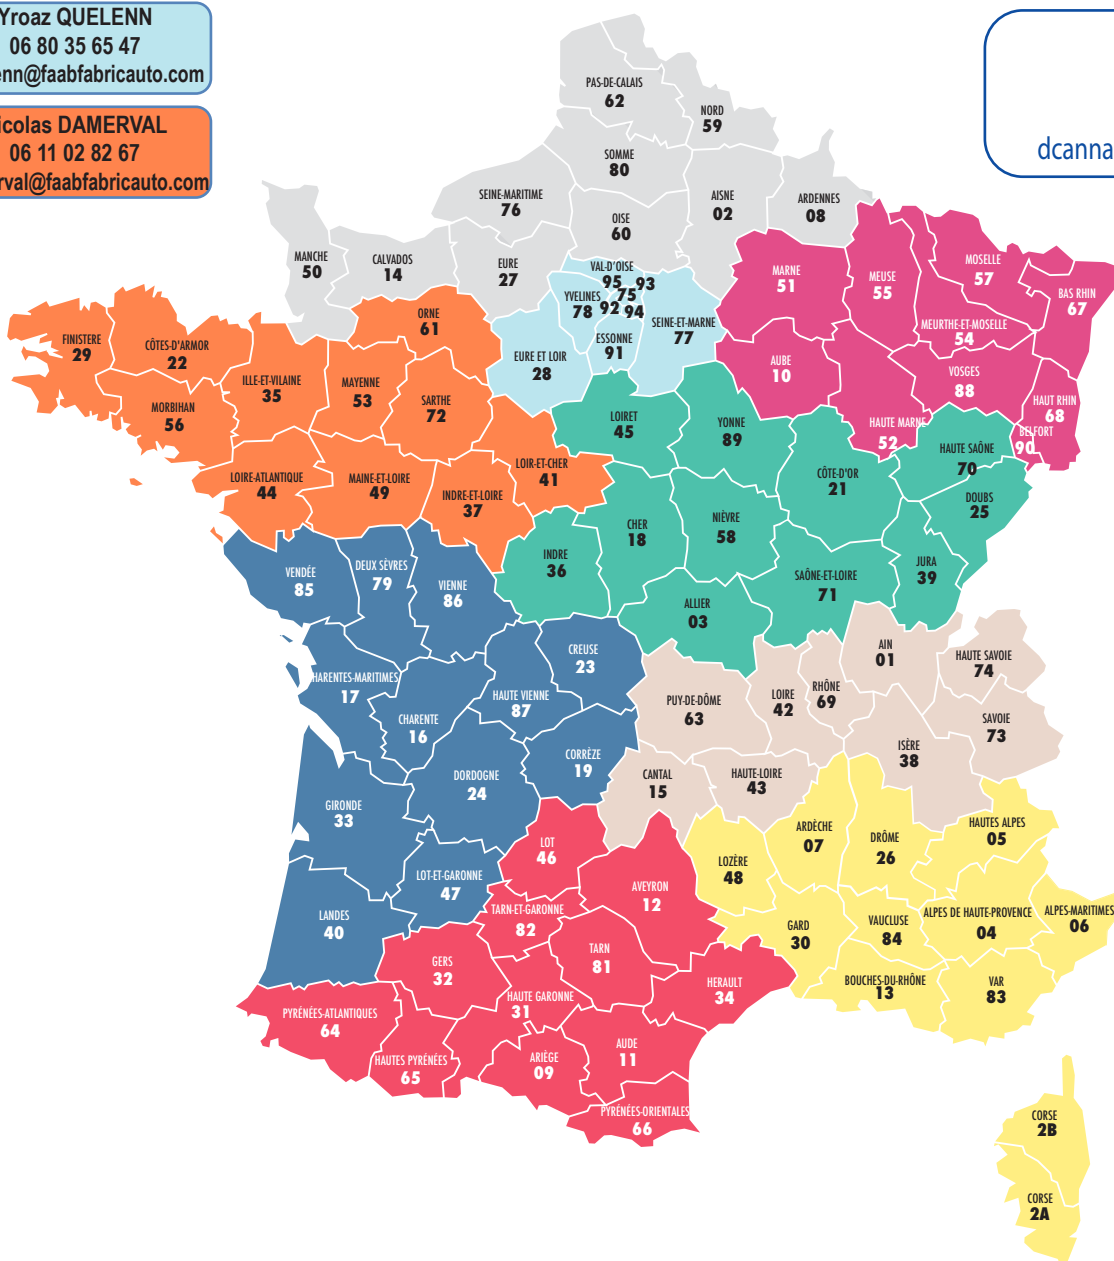 Yroaz QUELENN
06 80 35 65 47
enn@faabfabricauto.com
icolas DAMERVAL
06 11 02 82 67
rval@faabfabricauto.com
dcanna
PAS-DE-CALAIS
62
NORD
59
SOMME
80
SEINE-MARITIME
76
OISE
60
AISNE
02
ARDENNES
08
MANCHE
50
CALVADOS
14
EURE
27
VAL-D'OISE
95
93
75
92
94
YVELINES
78
ESSONNE
91
SEINE-ET-MARNE
77
EURE ET LOIR
28
MARNE
51
MEUSE
55
MOSELLE
57
BAS RHIN
67
MEURTHE-ET-MOSELLE
54
AUBE
10
VOSGES
88
HAUT RHIN
68
HAUTE MARNE
52
BELFORT
90
FINISTERE
29
CÔTES-D'ARMOR
22
MORBIHAN
56
ILLE-ET-VILAINE
35
MAYENNE
53
ORNE
61
SARTHE
72
LOIRE-ATLANTIQUE
44
MAINE-ET-LOIRE
49
INDRE-ET-LOIRE
37
LOIR-ET-CHER
41
LOIRET
45
YONNE
89
CÔTE-D'OR
21
HAUTE SAÔNE
70
DOUBS
25
JURA
39
CHER
18
NIÈVRE
58
INDRE
36
SAÔNE-ET-LOIRE
71
ALLIER
03
VENDÉE
85
DEUX SÈVRES
79
VIENNE
86
HARENTES-MARITIMES
17
CHARENTE
16
HAUTE VIENNE
87
CREUSE
23
CORRÈZE
19
DORDOGNE
24
GIRONDE
33
LOT-ET-GARONNE
47
LANDES
40
PUY-DE-DÔME
63
LOIRE
42
RHÔNE
69
AIN
01
HAUTE SAVOIE
74
SAVOIE
73
ISÈRE
38
CANTAL
15
HAUTE-LOIRE
43
ARDÈCHE
07
DRÔME
26
HAUTES ALPES
05
LOZÈRE
48
GARD
30
VAUCLUSE
84
ALPES DE HAUTE-PROVENCE
04
ALPES-MARITIMES
06
BOUCHES-DU-RHÔNE
13
VAR
83
LOT
46
AVEYRON
12
TARN-ET-GARONNE
82
TARN
81
GERS
32
HAUTE GARONNE
31
HERAULT
34
PYRÉNÉES-ATLANTIQUES
64
HAUTES PYRÉNÉES
65
ARIÈGE
09
AUDE
11
PYRÉNÉES-ORIENTALES
66
CORSE
2B
CORSE
2A